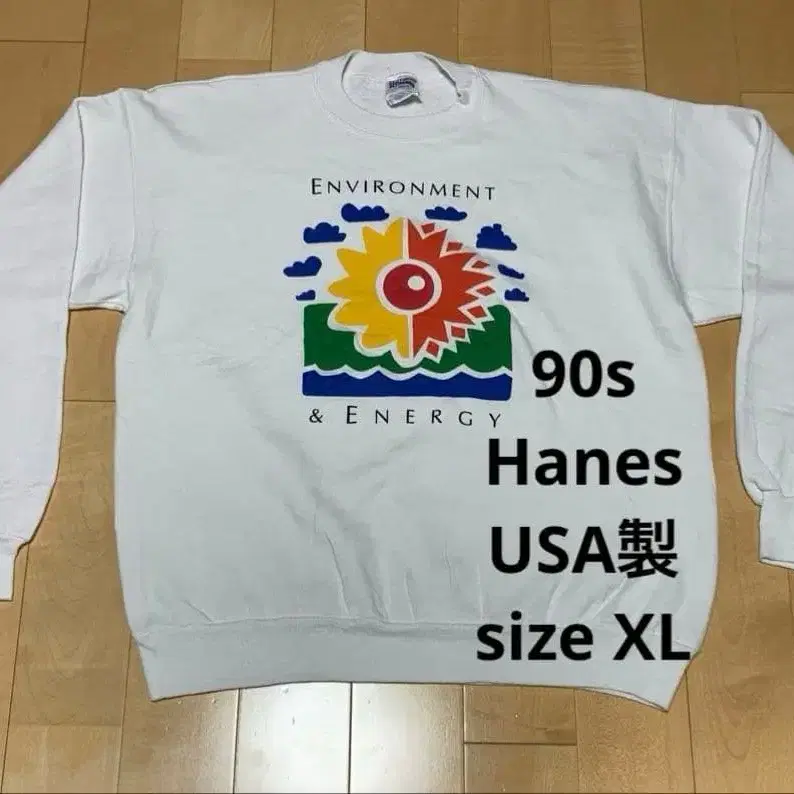 ENVIRONMENT
& ENERGY
90s
Hanes
USA製
size XL